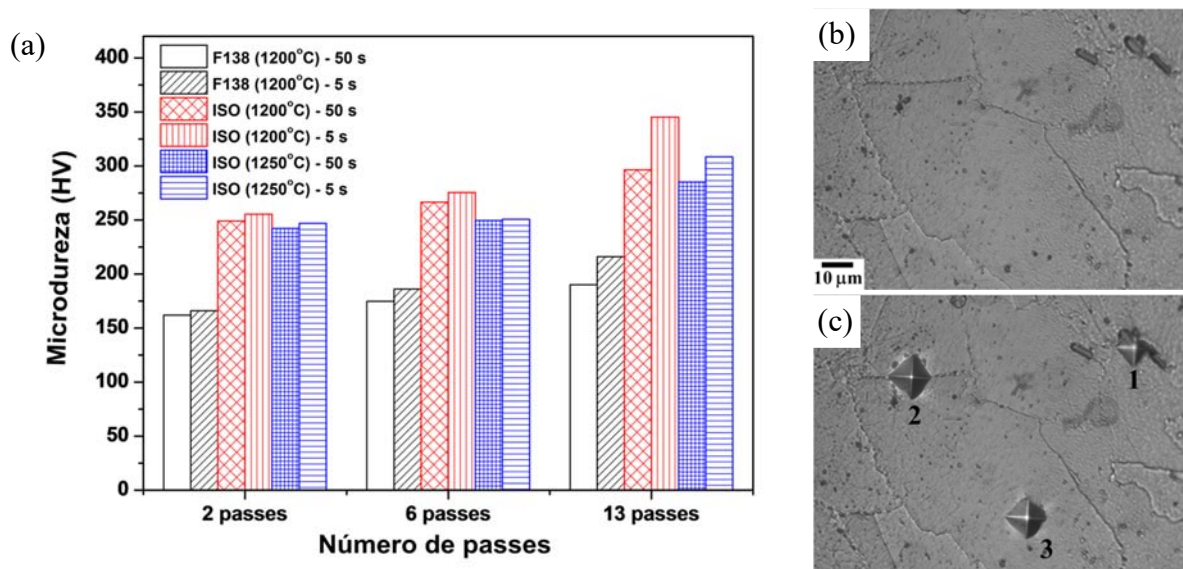 (a)
Microdureza (HV)
400
350
300
250
200
150
100
50
0
F138 (1200°C) - 50 s
F138 (1200°C) - 5 s
ISO (1200°C) - 50 s
ISO (1200°C) - 5 s
ISO (1250°C) - 50 s
ISO (1250°C) - 5 s
2 passes 6 passes 13 passes
Número de passes
(b)
10 µm
(c)
1
2
3